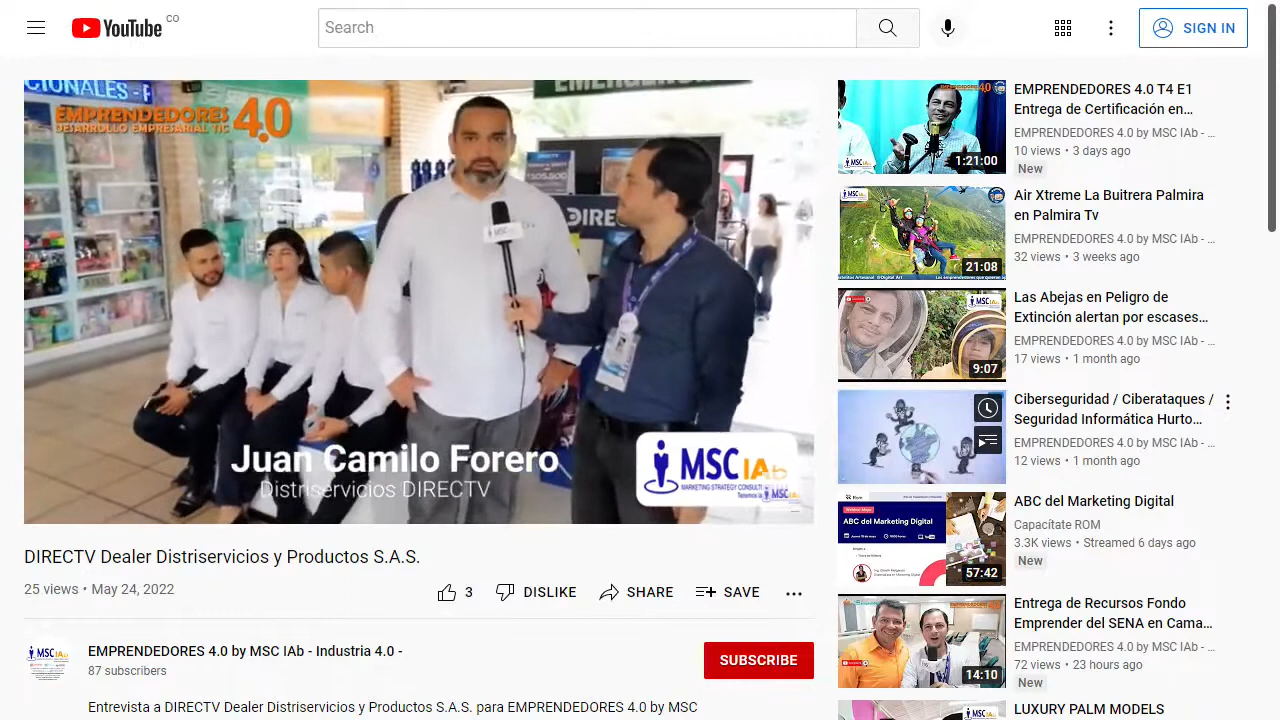 YouTube
CO
Search
SIGN IN
EMPRENDEDORES
DESARROLLO EMPRESARIAL TIC
4.0
DIRECTV
Juan Camilo Forero
Distriservicios DIRECTV
MSC IAb
DIRECTV Dealer Distriservicios y Productos S.A.S.
25 views • May 24, 2022
3
DISLIKE
SHARE
SAVE
EMPRENDEDORES 4.0 by MSC IAb - Industria 4.0 -
87 subscribers
SUBSCRIBE
Entrevista a DIRECTV Dealer Distriservicios y Productos S.A.S. para EMPRENDEDORES 4.0 by MSC
1:21:00
EMPRENDEDORES 4.0 T4 E1
Entrega de Certificación en...
EMPRENDEDORES 4.0 by MSC IAb - ...
10 views • 3 days ago
New
21:08
Air Xtreme La Buitrera Palmira
en Palmira Tv
EMPRENDEDORES 4.0 by MSC IAb - ...
32 views • 3 weeks ago
9:07
Las Abejas en Peligro de
Extinción alertan por escases...
EMPRENDEDORES 4.0 by MSC IAb - ...
17 views • 1 month ago
Ciberseguridad / Ciberataques /
Seguridad Informática Hurto...
EMPRENDEDORES 4.0 by MSC IAb - ...
12 views • 1 month ago
ABC del Marketing Digital
57:42
ABC del Marketing Digital
Capacítate ROM
3.3K views • Streamed 6 days ago
New
14:10
Entrega de Recursos Fondo
Emprender del SENA en Cama...
EMPRENDEDORES 4.0 by MSC IAb - ...
72 views • 23 hours ago
New
LUXURY PALM MODELS